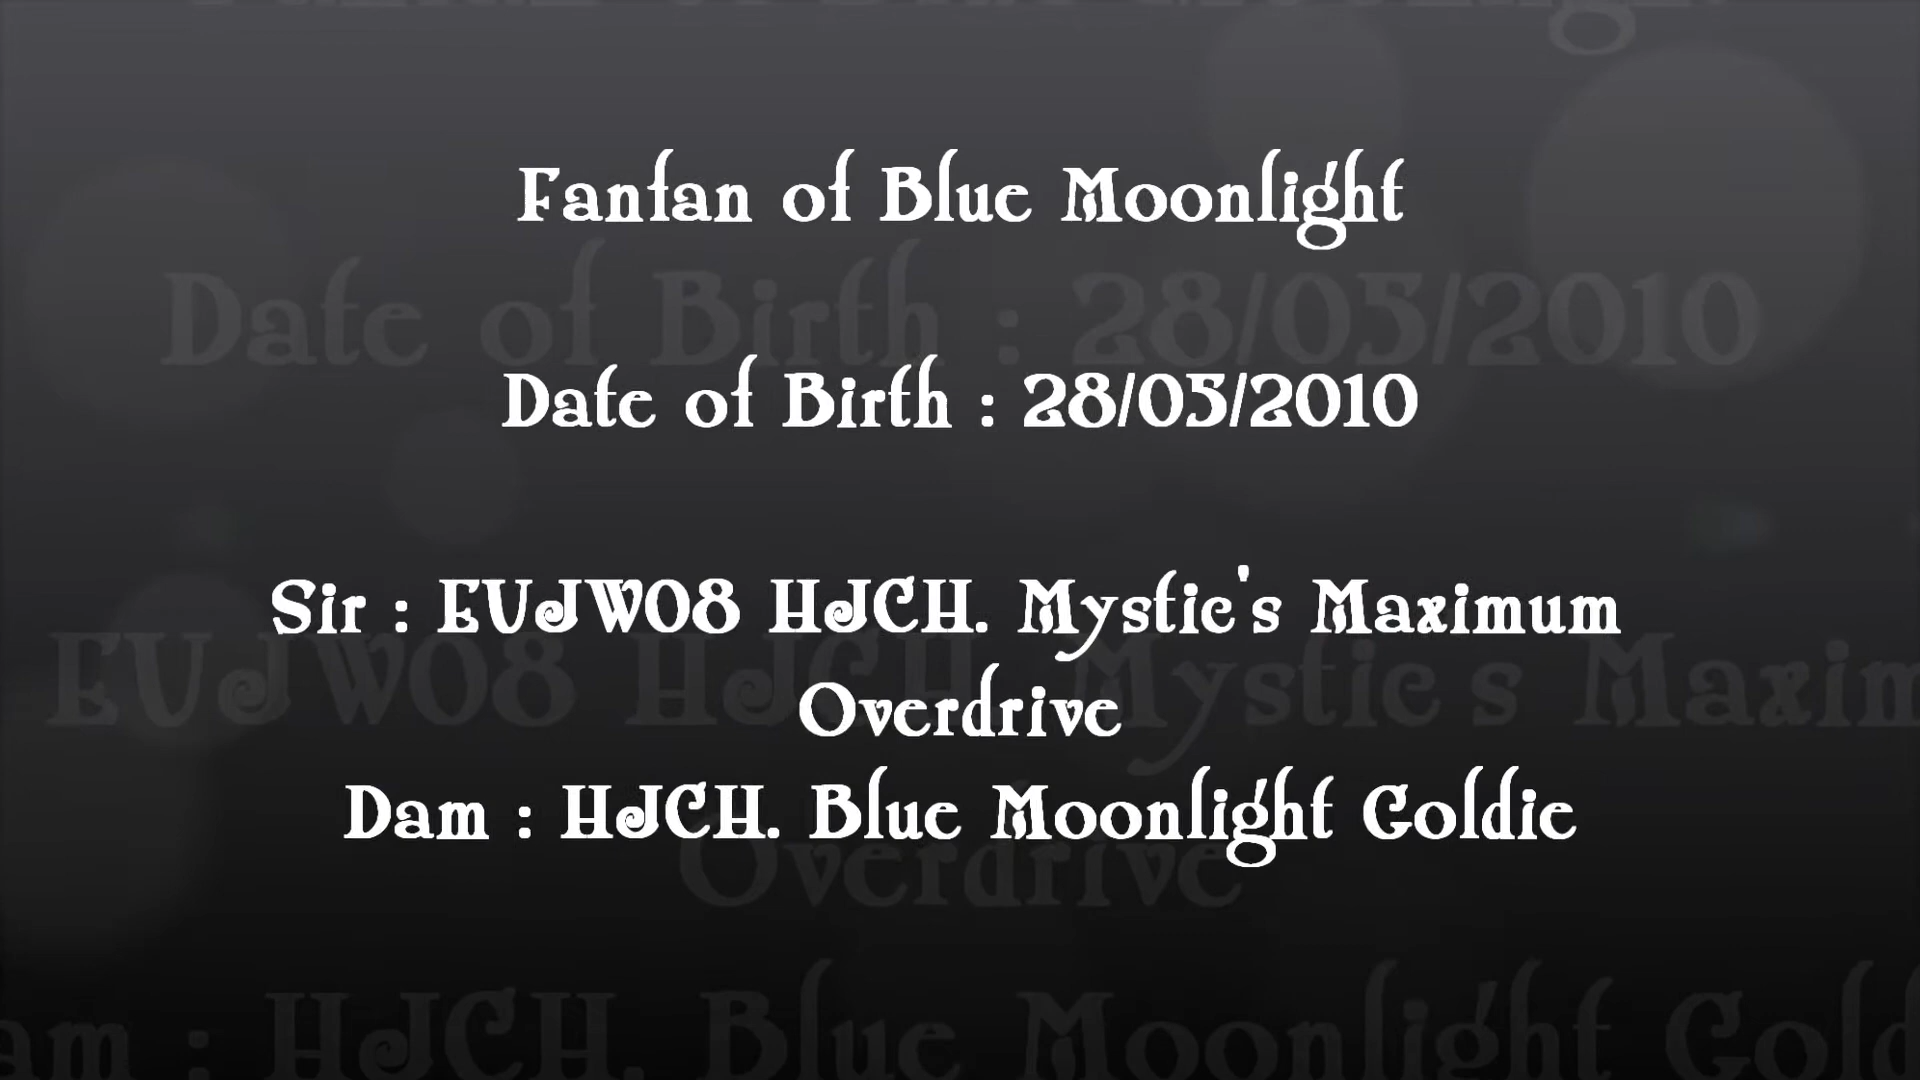 Fanfan of Blue Moonlight
Date of Birth : 28/05/2010
Sir : EUJW08 HJCH. Mystic's Maximum
Overdrive
Dam : HJCH. Blue Moonlight Goldie